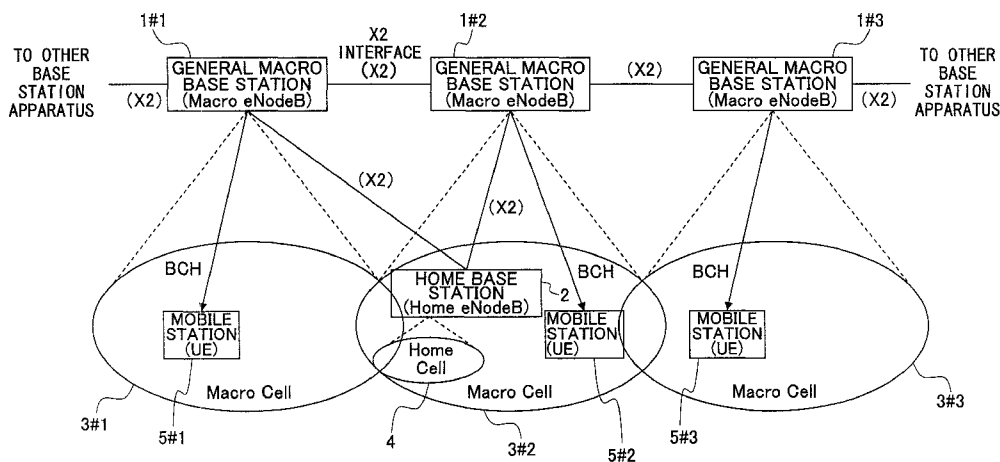 1#1
1#2
1#3
TO OTHER
BASE
STATION
APPARATUS
(X2)
GENERAL MACRO
BASE STATION
(Macro eNodeB)
X2
INTERFACE
(X2)
GENERAL MACRO
BASE STATION
(Macro eNodeB)
(X2)
GENERAL MACRO
BASE STATION
(Macro eNodeB)
(X2)
TO OTHER
BASE
STATION
APPARATUS
(X2)
(X2)
BCH
BCH
BCH
HOME BASE
STATION
(Home eNodeB)
2
MOBILE
STATION
(UE)
MOBILE
STATION
(UE)
MOBILE
STATION
(UE)
Home
Cell
Macro Cell
Macro Cell
Macro Cell
3#1
5#1
4
3#2
5#2
5#3
3#3